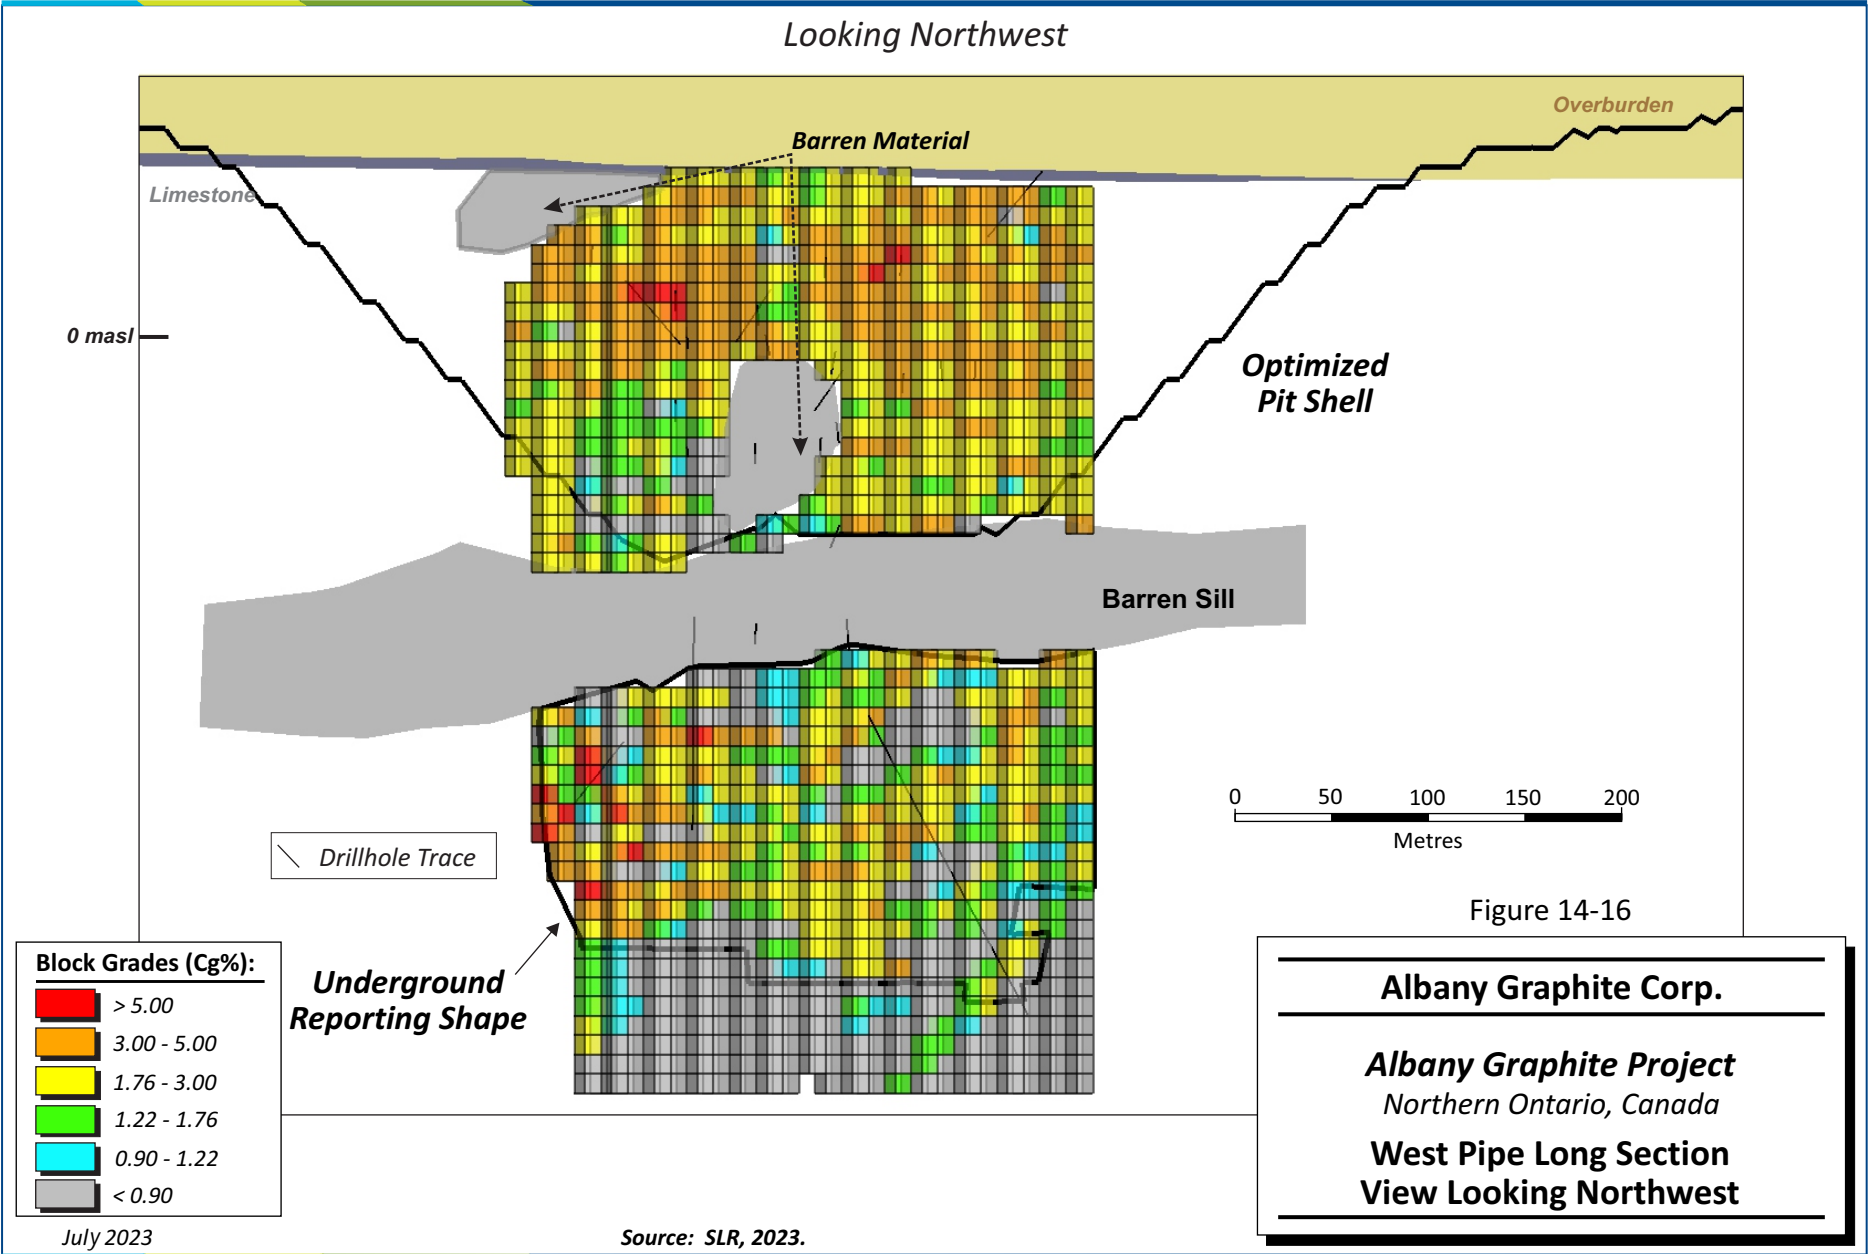 Looking Northwest
Overburden
Barren Material
Limestone
0 masl
Optimized
Pit Shell
Barren Sill
0 50 100 150 200
Metres
Drillhole Trace
Figure 14-16
Underground
Reporting Shape
Block Grades (Cg%):
> 5.00
3.00 - 5.00
1.76 - 3.00
1.22 - 1.76
0.90 - 1.22
< 0.90
Albany Graphite Corp.
Albany Graphite Project
Northern Ontario, Canada
West Pipe Long Section
View Looking Northwest
July 2023
Source: SLR, 2023.